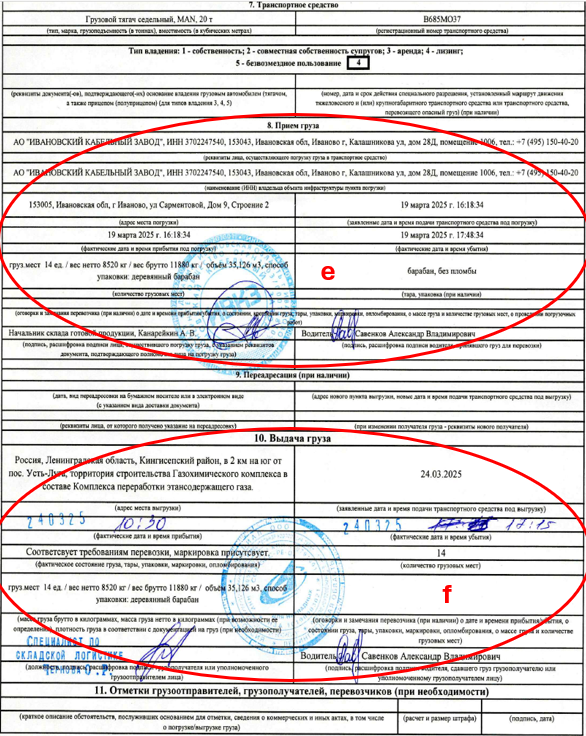 7. Транспортное средство
Грузовой тягач седельный, MAN, 20 т
В685МО37
(тип, марка, грузоподъемность (в тоннах), вместимость (в кубических метрах)
(регистрационный номер транспортного средства)
Тип владения: 1 - собственность; 2 - совместная собственность супругов; 3 - аренда; 4 - лизинг;
5 - безвозмездное пользование 4
(реквизиты документа(-ов), подтверждающего(-их) основание владения грузовым автомобилем (тягачом,
а также прицепом (полуприцепом) (для типов владения 3, 4, 5)
(номер, дата и срок действия специального разрешения, установленный маршрут движения
тяжеловесного и (или) крупногабаритного транспортного средства или транспортного средства,
перевозящего опасный груз) (при наличии)
8. Прием груза
АО "ИВАНОВСКИЙ КАБЕЛЬНЫЙ ЗАВОД", ИНН 3702247540, 153043, Ивановская обл, Иваново г, Калашникова ул, дом 28Д, помещение 1006, тел.: +7 (495) 150-40-20
(реквизиты лица, осуществляющего погрузку груза в транспортное средство)
АО "ИВАНОВСКИЙ КАБЕЛЬНЫЙ ЗАВОД", ИНН 3702247540, 153043, Ивановская обл, Иваново г, Калашникова ул, дом 28Д, помещение 1006, тел.: +7 (495) 150-40-20
(наименование (ИНН) владельца объекта инфраструктуры пункта погрузки)
153005, Ивановская обл, г Иваново, ул Сарментовой, Дом 9, Строение 2
19 марта 2025 г. 16:18:34
(адрес места погрузки)
(заявленные дата и время подачи транспортного средства под погрузку)
19 марта 2025 г. 16:18:34
19 марта 2025 г. 17:48:34
(фактические дата и время прибытия под погрузку)
(фактические дата и время убытия)
груз.мест 14 ед. / вес нетто 8520 кг / вес брутто 11880 кг / объём 35,126 м3, способ
упаковки: деревянный барабан
барабан, без пломбы
e
(количество грузовых мест)
(тара, упаковка (при наличии)
(оговорки и замечания перевозчика (при наличии) о дате и времени прибытия/убытия, о состоянии, креплении груза, тары, упаковки, маркировки, опломбирования, о массе груза и количестве грузовых мест, о проведении погрузочных
работ)
Начальник склада готовой продукции, Канарейкин А. В.
Водитель Савенков Александр Владимирович
(подпись, расшифровка подписи лица, осуществившего погрузку груза, с указанием реквизитов
документа, подтверждающего полномочия лица на погрузку груза)
(подпись, расшифровка подписи водителя, принявшего груз для перевозки)
9. Переадресация (при наличии)
(дата, вид переадресации на бумажном носителе или в электронном виде
(с указанием вида доставки документа)
(адрес нового пункта выгрузки, новые дата и время подачи транспортного средства под выгрузку)
(реквизиты лица, от которого получено указание на переадресовку)
(при изменении получателя груза - реквизиты нового получателя)
10. Выдача груза
Россия, Ленинградская область, Кингисеппский район, в 2 км на юг от
пос. Усть-Луга, территория строительства Газохимического комплекса в
составе Комплекса переработки этансодержащего газа.
24.03.2025
(адрес места выгрузки)
(заявленные дата и время подачи транспортного средства под выгрузку)
240325 10:30
240325 17:15
(фактические дата и время прибытия)
(фактические дата и время убытия)
Соответсует требованиям перевозки, маркировка присутствует.
14
(фактическое состояние груза, тары, упаковки, маркировки, опломбирования)
(количество грузовых мест)
груз.мест 14 ед. / вес нетто 8520 кг / вес брутто 11880 кг / объём 35,126 м3, способ
упаковки: деревянный барабан
f
(масса груза брутто в килограммах, масса груза нетто в килограммах (при возможности ее
определения), плотность груза в соответствии с документацией на груз (при необходимости)
(оговорки и замечания перевозчика (при наличии) о дате и времени прибытия/убытия, о
состоянии груза, тары, упаковки, маркировки, опломбирования, о массе груза и количестве
грузовых мест)
СПЕЦИАЛИСТ ПО
СКЛАДСКОЙ ЛОГИСТИКЕ
Водитель Савенков Александр Владимирович
(должность, подпись, расшифровка подписи грузополучателя или уполномоченного
грузоотправителем лица)
(подпись, расшифровка подписи водителя, сдавшего груз грузополучателю или
уполномоченному грузополучателем лицу)
11. Отметки грузоотправителей, грузополучателей, перевозчиков (при необходимости)
(краткое описание обстоятельств, послуживших основанием для отметки, сведения о коммерческих и иных актах, в том числе
о погрузке/выгрузке груза)
(расчет и размер штрафа)
(подпись, дата)